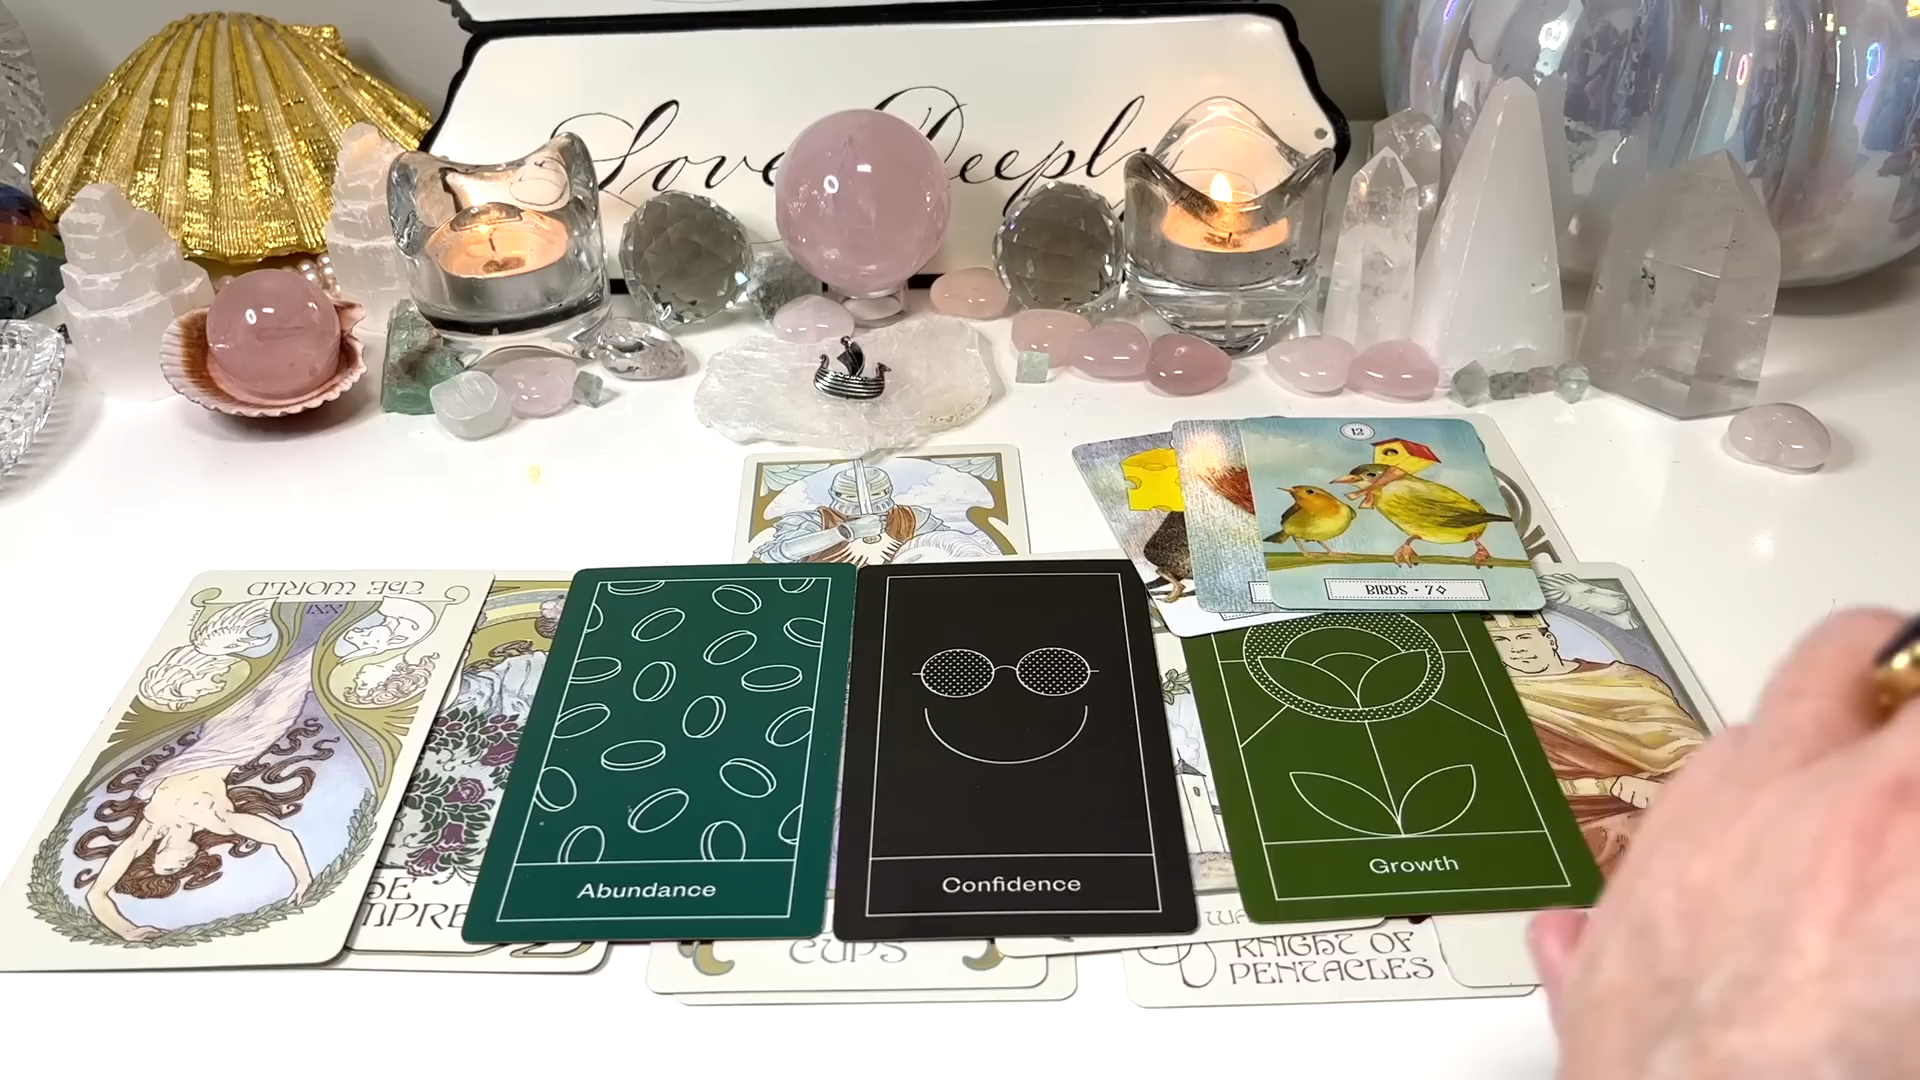 Love Deeply
12
BIRDS • 7
THE WORLD
XXI
Abundance
Confidence
Growth
CUPS
KNIGHT OF
PENTACLES